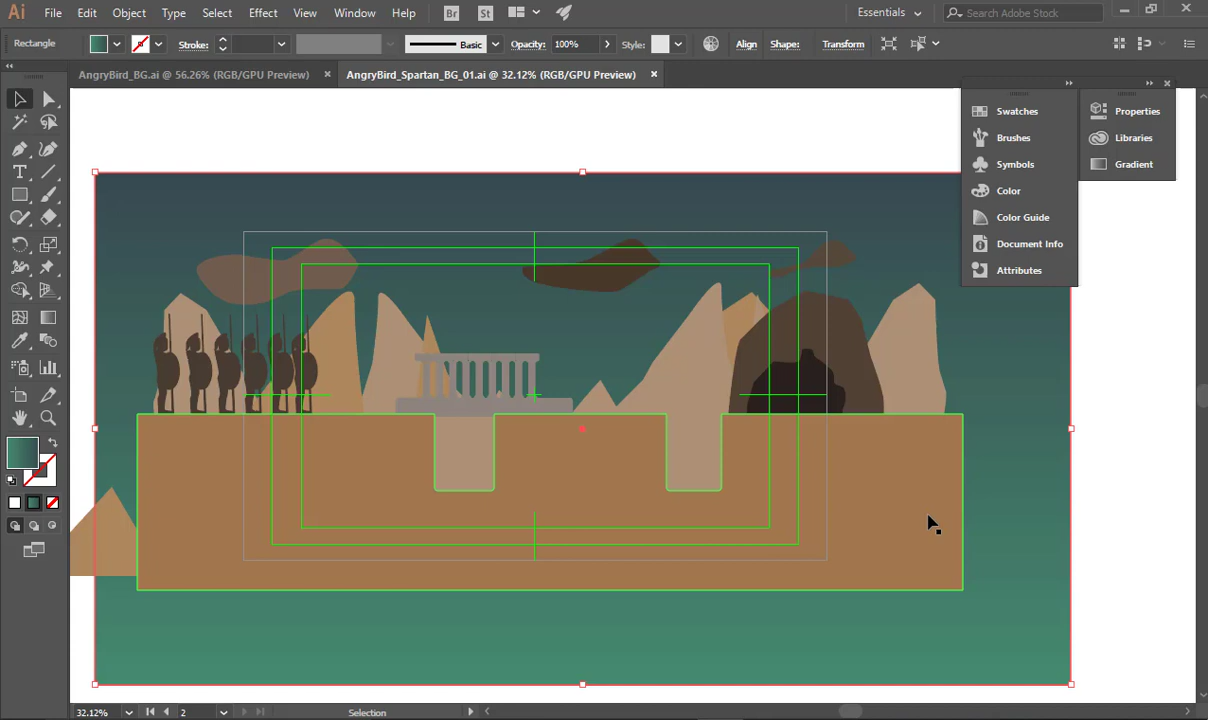 Ai File Edit Object Type Select Effect View Window Help Br St Essentials Search Adobe Stock
Rectangle Stroke: Basic Opacity: 100% Style: Align Shape: Transform
AngryBird_BG.ai @ 56.26% (RGB/GPU Preview) AngryBird_Spartan_BG_01.ai @ 32.12% (RGB/GPU Preview)
Swatches Properties
Brushes Libraries
Symbols Gradient
Color
Color Guide
Document Info
Attributes
32.12% 2 Selection